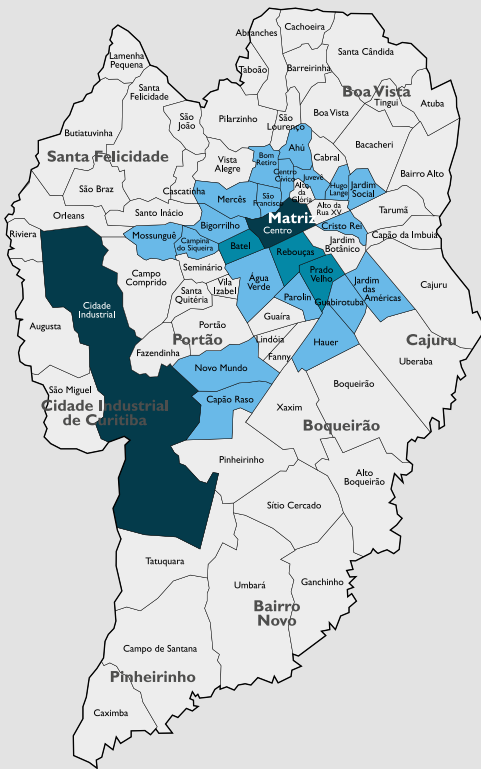 Abranches
Cachoeira
Santa Cândida
Lamenha
Pequena
Taboão
Barreirinha
Boa Vista
Tingui
Atuba
Santa
Felicidade
São
João
Pilarzinho
São
Lourenço
Boa Vista
Butiatuvinha
Santa Felicidade
Vista
Alegre
Bom
Retiro
Ahú
Cabral
Bacacheri
Bairro Alto
São Braz
Cascatinha
Centro
Cívico
Juvevê
Hugo
Lange
Jardim
Social
Mercês
São
Francisco
Alto
da
Glória
Orleans
Santo Inácio
Matriz
Alto da
Rua XV
Tarumã
Riviera
Mossunguê
Bigorrilho
Centro
Cristo Rei
Capão da Imbuia
Campina
do Siqueira
Batel
Rebouças
Jardim
Botânico
Campo
Comprido
Seminário
Prado
Velho
Santa
Quitéria
Vila
Izabel
Água
Verde
Parolin
Guabirotuba
Jardim
das
Américas
Cajuru
Cidade
Industrial
Augusta
Portão
Portão
Guaíra
Lindóia
Fanny
Hauer
Cajuru
Uberaba
Fazendinha
São Miguel
Novo Mundo
Boqueirão
Cidade Industrial
de Curitiba
Capão Raso
Xaxim
Boqueirão
Pinheirinho
Alto
Boqueirão
Sítio Cercado
Tatuquara
Umbará
Ganchinho
Bairro
Novo
Campo de Santana
Pinheirinho
Caximba